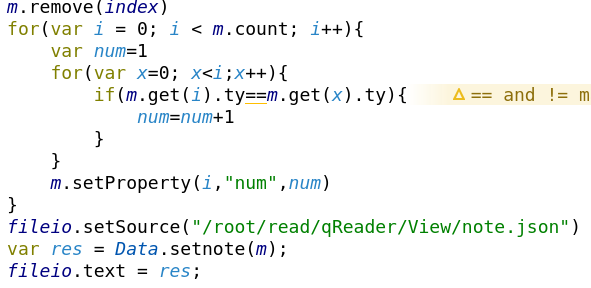 m.remove(index)
for(var i = 0; i < m.count; i++){
    var num=1
    for(var x=0; x<i;x++){
        if(m.get(i).ty==m.get(x).ty){ == and != m
            num=num+1
        }
    }
    m.setProperty(i,"num",num)
}
fileio.setSource("/root/read/qReader/View/note.json")
var res = Data.setnote(m);
fileio.text = res;